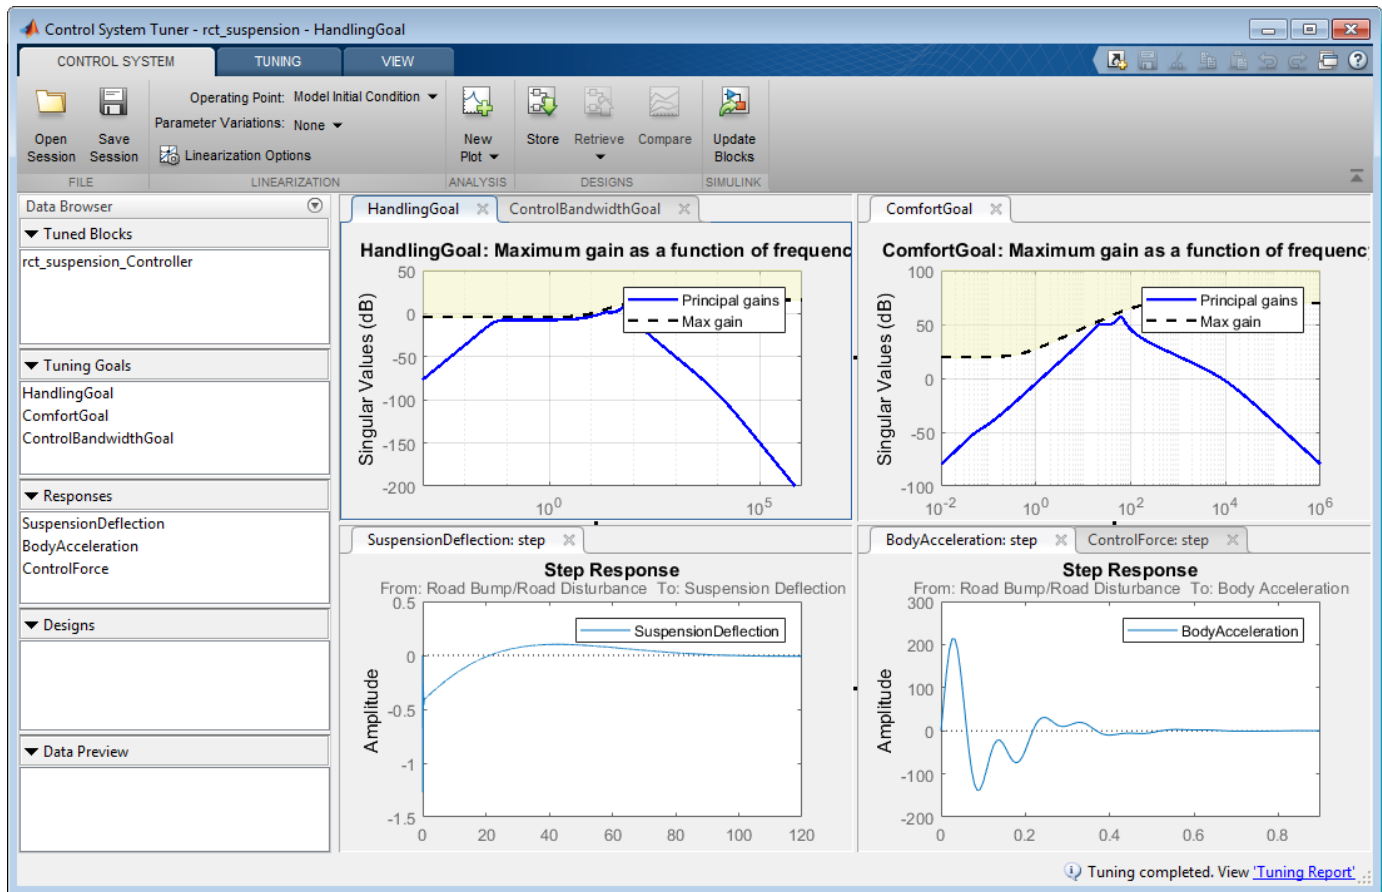 Control System Tuner - rct_suspension - HandlingGoal
CONTROL SYSTEM TUNING VIEW
Operating Point: Model Initial Condition
Parameter Variations: None
Linearization Options
Open Session
Save Session
New Plot
Store
Retrieve
Compare
Update Blocks
FILE LINEARIZATION ANALYSIS DESIGNS SIMULINK
Data Browser
Tuned Blocks
rct_suspension_Controller
Tuning Goals
HandlingGoal
ComfortGoal
ControlBandwidthGoal
Responses
SuspensionDeflection
BodyAcceleration
ControlForce
Designs
Data Preview
HandlingGoal ControlBandwidthGoal
HandlingGoal: Maximum gain as a function of frequenc
Singular Values (dB)
50
0
-50
-100
-150
-200
10^0 10^5
Principal gains
Max gain
ComfortGoal
ComfortGoal: Maximum gain as a function of frequenc
Singular Values (dB)
100
50
0
-50
-100
10^-2 10^0 10^2 10^4 10^6
Principal gains
Max gain
SuspensionDeflection: step
Step Response
From: Road Bump/Road Disturbance To: Suspension Deflection
Amplitude
0.5
0
-0.5
-1
-1.5
0 20 40 60 80 100 120
SuspensionDeflection
BodyAcceleration: step ControlForce: step
Step Response
From: Road Bump/Road Disturbance To: Body Acceleration
Amplitude
300
200
100
0
-100
-200
0 0.2 0.4 0.6 0.8
BodyAcceleration
Tuning completed. View 'Tuning Report'